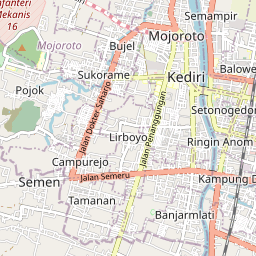 Infanteri
Mekanis
16
Semampir
Mojoroto
Bujel
Mojoroto
Sukorame
Kediri
Balowe
Pojok
Jalan Dokter Saharjo
Jalan Penanggungan
Setonogedo
Lirboyo
Ringin Anom
Campurejo
Semen
Jalan Semeru
Kampung D
Tamanan
Banjarmlati